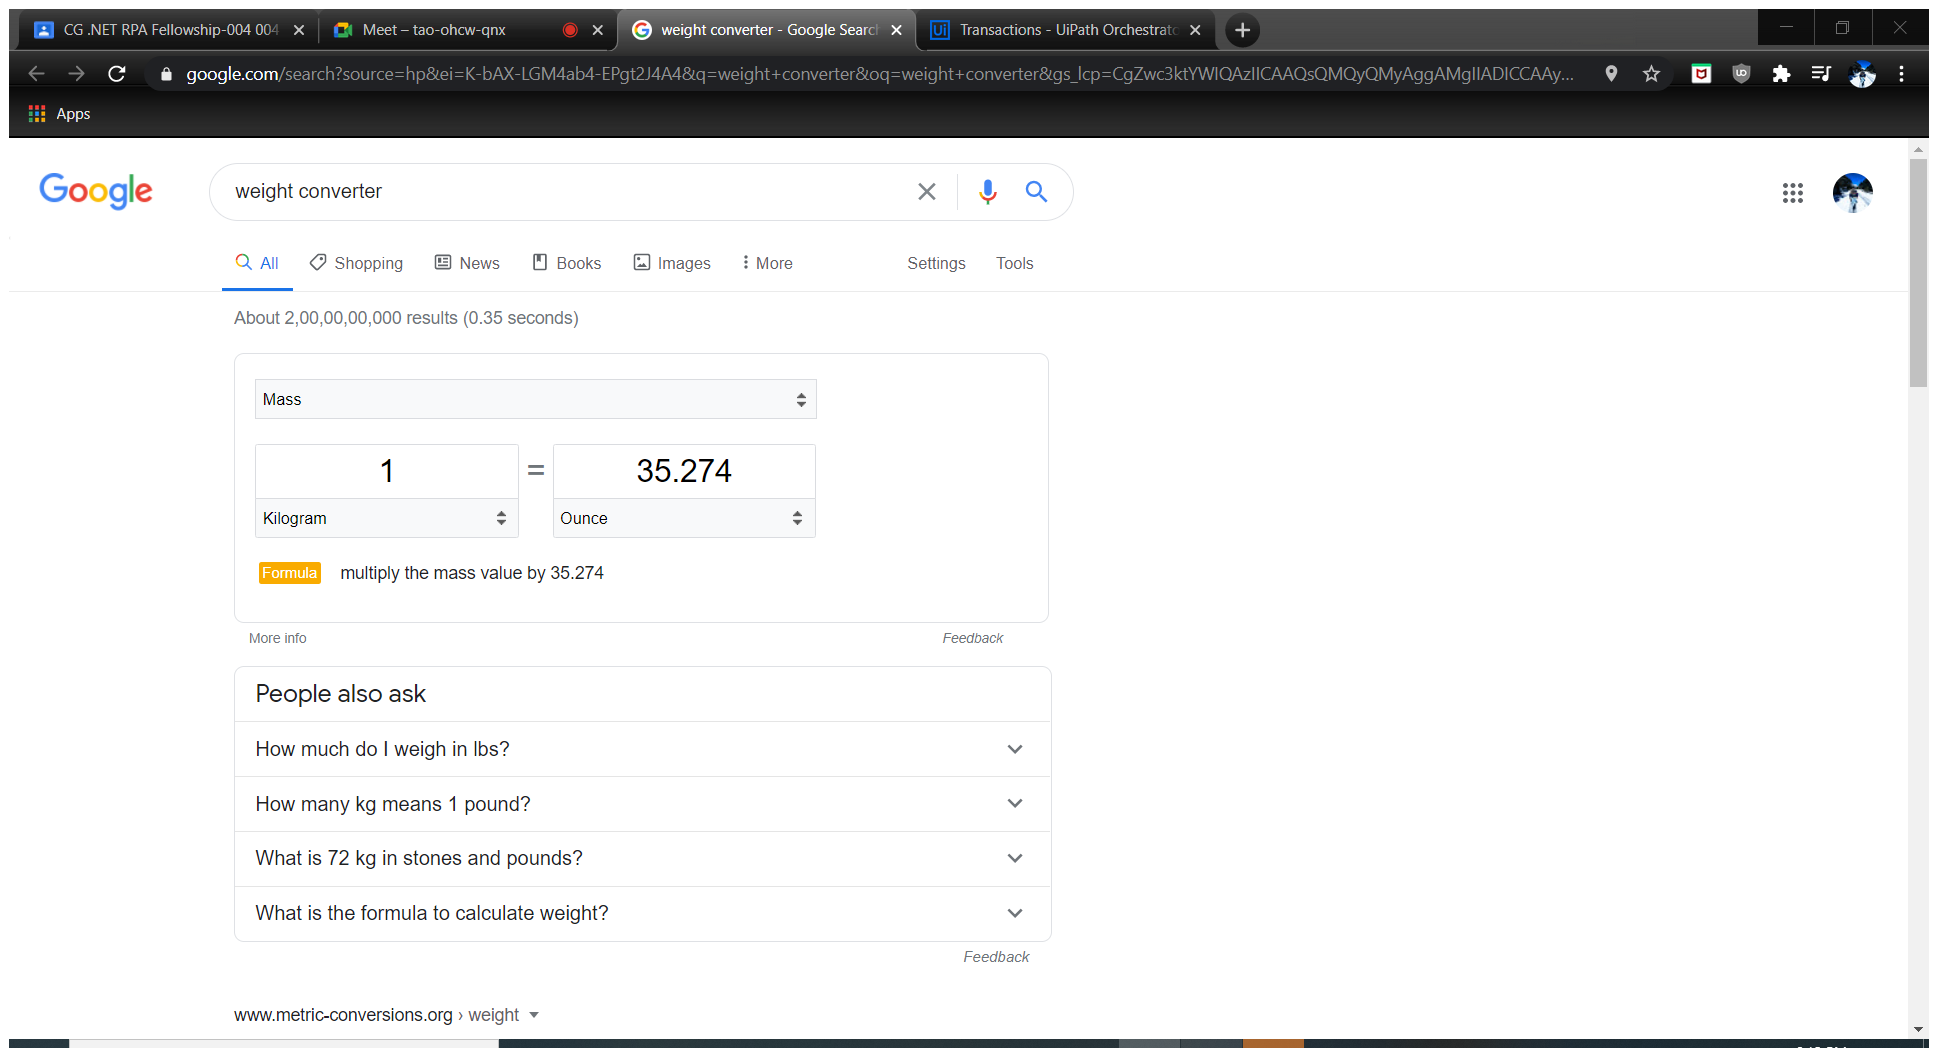 CG .NET RPA Fellowship-004 004
Meet – tao-ohcw-qnx
weight converter - Google Search
Transactions - UiPath Orchestrato
google.com/search?source=hp&ei=K-bAX-LGM4ab4-EPgt2J4A4&q=weight+converter&oq=weight+converter&gs_lcp=CgZwc3ktYWIQAzIICAAQsQMQyQMyAggAMgIIADICCAAy...
Apps
Google
weight converter
All
Shopping
News
Books
Images
More
Settings
Tools
About 2,00,00,00,000 results (0.35 seconds)
Mass
1 = 35.274
Kilogram
Ounce
Formula multiply the mass value by 35.274
More info
Feedback
People also ask
How much do I weigh in lbs?
How many kg means 1 pound?
What is 72 kg in stones and pounds?
What is the formula to calculate weight?
Feedback
www.metric-conversions.org › weight